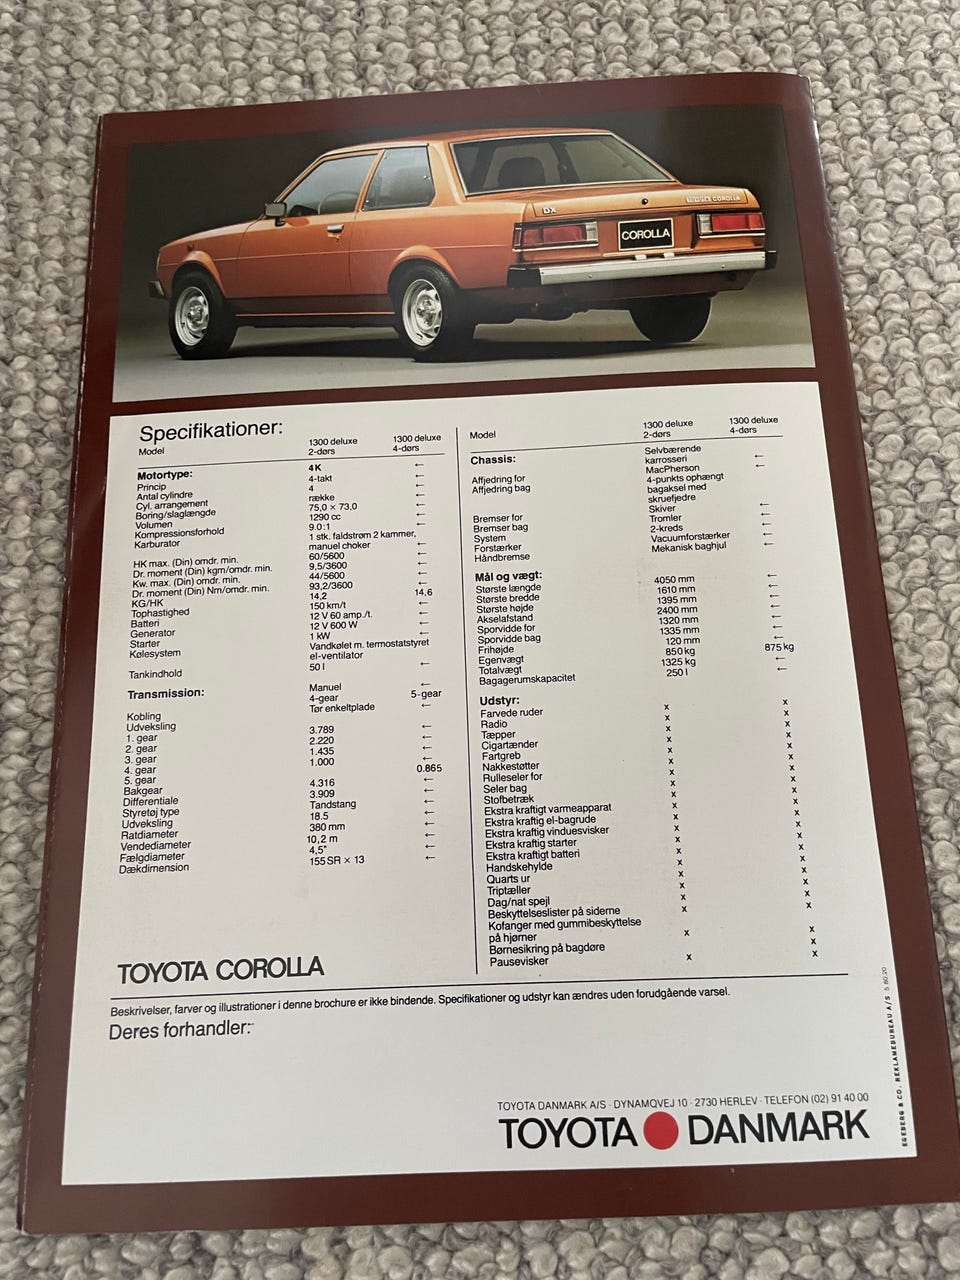 DX
TOYOTA COROLLA
COROLLA
Specifikationer:
Model 1300 deluxe 2-dørs 1300 deluxe 4-dørs
Motortype: 4K ←
Princip 4-takt ←
Antal cylindre 4 ←
Cyl. arrangement række ←
Boring/slaglængde 75,0 × 73,0 ←
Volumen 1290 cc ←
Kompressionsforhold 9.0:1 ←
Karburator 1 stk. faldstrøm 2 kammer,
manuel choker ←
HK max. (Din) omdr. min. 60/5600 ←
Dr. moment (Din) kgm/omdr. min. 9,5/3600 ←
Kw. max. (Din) omdr. min. 44/5600 ←
Dr. moment (Din) Nm/omdr. min. 93,2/3600 ←
KG/HK 14,2 14,6
Tophastighed 150 km/t ←
Batteri 12 V 60 amp./t. ←
Generator 12 V 600 W ←
Starter 1 kW ←
Kølesystem Vandkølet m. termostatstyret
el-ventilator
Tankindhold 50 l ←
Transmission: Manuel ←
4-gear 5-gear
Kobling Tør enkeltplade ←
Udveksling
1. gear 3.789 ←
2. gear 2.220 ←
3. gear 1.435 ←
4. gear 1.000 ←
5. gear 0.865
Bakgear 4.316 ←
Differentiale 3.909 ←
Styretøj type Tandstang ←
Udveksling 18.5 ←
Ratdiameter 380 mm ←
Vendediameter 10,2 m ←
Fælgdiameter 4,5" ←
Dækdimension 155 SR × 13 ←
Model 1300 deluxe 2-dørs 1300 deluxe 4-dørs
Chassis: Selvbærende
karrosseri ←
Affjedring for MacPherson ←
Affjedring bag 4-punkts ophængt
bagaksel med
skruefjedre ←
Bremser for Skiver ←
Bremser bag Tromler ←
System 2-kreds ←
Forstærker Vacuumforstærker ←
Håndbremse Mekanisk baghjul ←
Mål og vægt:
Største længde 4050 mm ←
Største bredde 1610 mm ←
Største højde 1395 mm ←
Akselafstand 2400 mm ←
Sporvidde for 1320 mm ←
Sporvidde bag 1335 mm ←
Frihøjde 120 mm ←
Egenvægt 850 kg 875 kg
Totalvægt 1325 kg ←
Bagagerumskapacitet 250 l ←
Udstyr:
Farvede ruder x x
Radio x x
Tæpper x x
Cigartænder x x
Fartgreb x x
Nakkestøtter x x
Rulleseler for x x
Seler bag x x
Stofbetræk x x
Ekstra kraftigt varmeapparat x x
Ekstra kraftig el-bagrude x x
Ekstra kraftig vinduesvisker x x
Ekstra kraftig starter x x
Ekstra kraftigt batteri x x
Handskehylde x x
Quarts ur x x
Triptæller x x
Dag/nat spejl x x
Beskyttelseslister på siderne x x
Kofanger med gummibeskyttelse
på hjørner x x
Børnesikring på bagdøre x
Pausevisker x x
TOYOTA COROLLA
Beskrivelser, farver og illustrationer i denne brochure er ikke bindende. Specifikationer og udstyr kan ændres uden forudgående varsel.
Deres forhandler:
TOYOTA DANMARK A/S · DYNAMOVEJ 10 · 2730 HERLEV · TELEFON (02) 91 40 00
TOYOTA DANMARK
EGEBERG & CO. REKLAMEBUREAU A/S 5.80.20